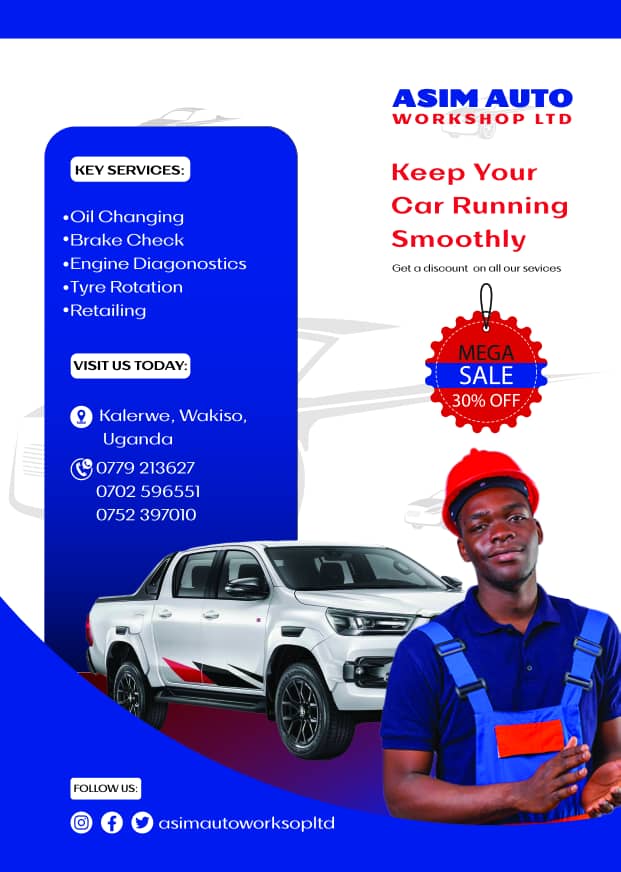 ASIM AUTO
WORKSHOP LTD
KEY SERVICES:
•Oil Changing
•Brake Check
•Engine Diagonostics
•Tyre Rotation
•Retailing
VISIT US TODAY:
Kalerwe, Wakiso,
Uganda
0779 213627
0702 596551
0752 397010
Keep Your
Car Running
Smoothly
Get a discount on all our sevices
MEGA
SALE
30% OFF
FOLLOW US:
asimautoworksopltd